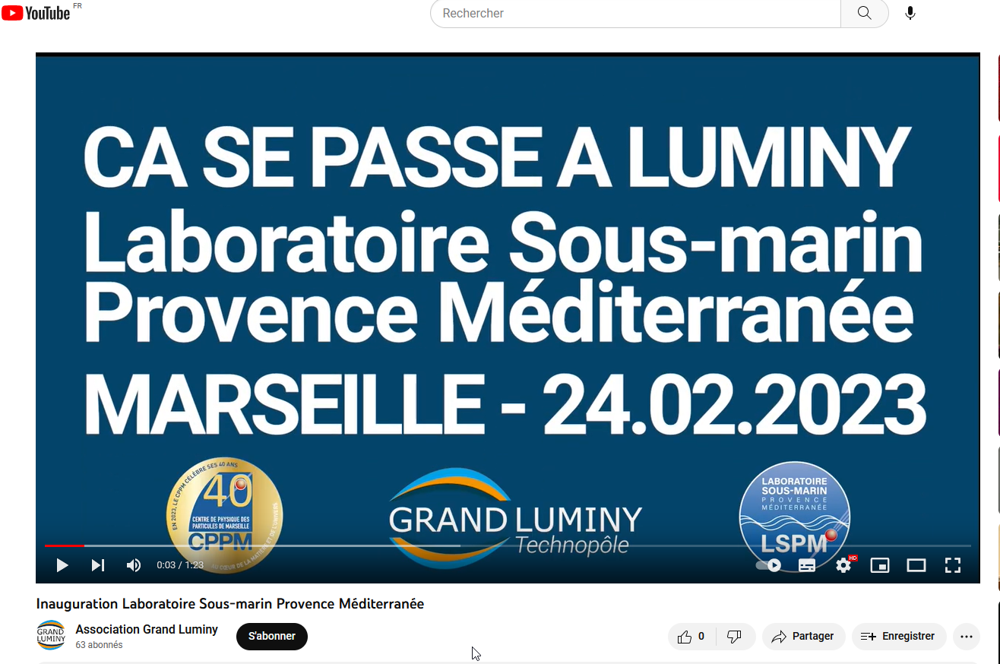 YouTube FR
Rechercher
CA SE PASSE A LUMINY
Laboratoire Sous-marin
Provence Méditerranée
MARSEILLE - 24.02.2023
EN 2023, LE CPPM CÉLÈBRE SES 40 ANS
40
CENTRE DE PHYSIQUE DES
PARTICULES DE MARSEILLE
CPPM
40 CŒUR DE LA MATIÈRE ET DE L'UNIVERS
GRAND LUMINY
Technopôle
LABORATOIRE
SOUS-MARIN
PROVENCE
MÉDITERRANÉE
LSPM
0:03 / 1:23
HD
Inauguration Laboratoire Sous-marin Provence Méditerranée
GRAND
LUMINY
Association Grand Luminy
63 abonnés
S'abonner
0
Partager
Enregistrer